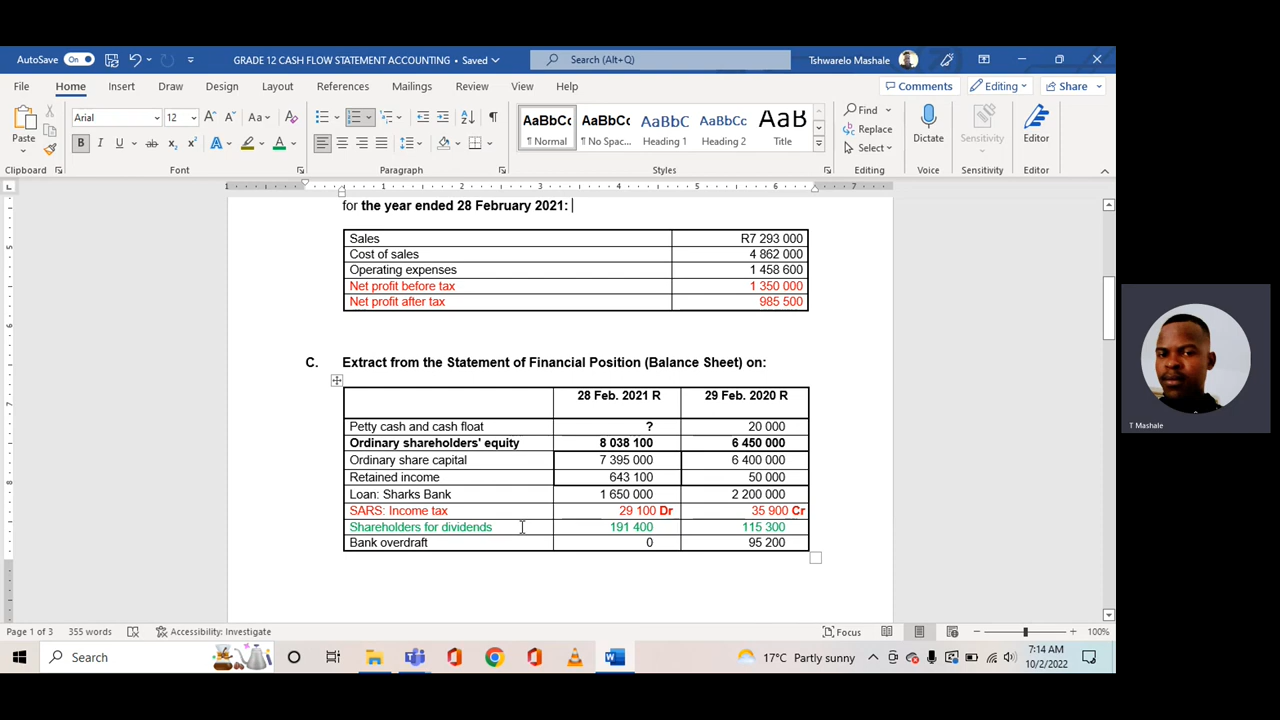 AutoSave On GRADE 12 CASH FLOW STATEMENT ACCOUNTING - Saved Search (Alt+Q) Tshwarelo Mashale
File Home Insert Draw Design Layout References Mailings Review View Help Comments Editing Share
Paste Arial 12 Aa AaBbCc AaBbCc AaBbCc AaBbCc AaB Find Replace Select Dictate Sensitivity Editor
¶ Normal ¶ No Spac... Heading 1 Heading 2 Title
Clipboard Font Paragraph Styles Editing Voice Sensitivity Editor
for the year ended 28 February 2021:
Sales R7 293 000
Cost of sales 4 862 000
Operating expenses 1 458 600
Net profit before tax 1 350 000
Net profit after tax 985 500
C. Extract from the Statement of Financial Position (Balance Sheet) on:
28 Feb. 2021 R 29 Feb. 2020 R
Petty cash and cash float ? 20 000
Ordinary shareholders' equity 8 038 100 6 450 000
Ordinary share capital 7 395 000 6 400 000
Retained income 643 100 50 000
Loan: Sharks Bank 1 650 000 2 200 000
SARS: Income tax 29 100 Dr 35 900 Cr
Shareholders for dividends 191 400 115 300
Bank overdraft 0 95 200
T Mashale
Page 1 of 3 355 words Accessibility: Investigate Focus 100%
Search 17°C Partly sunny 7:14 AM
10/2/2022